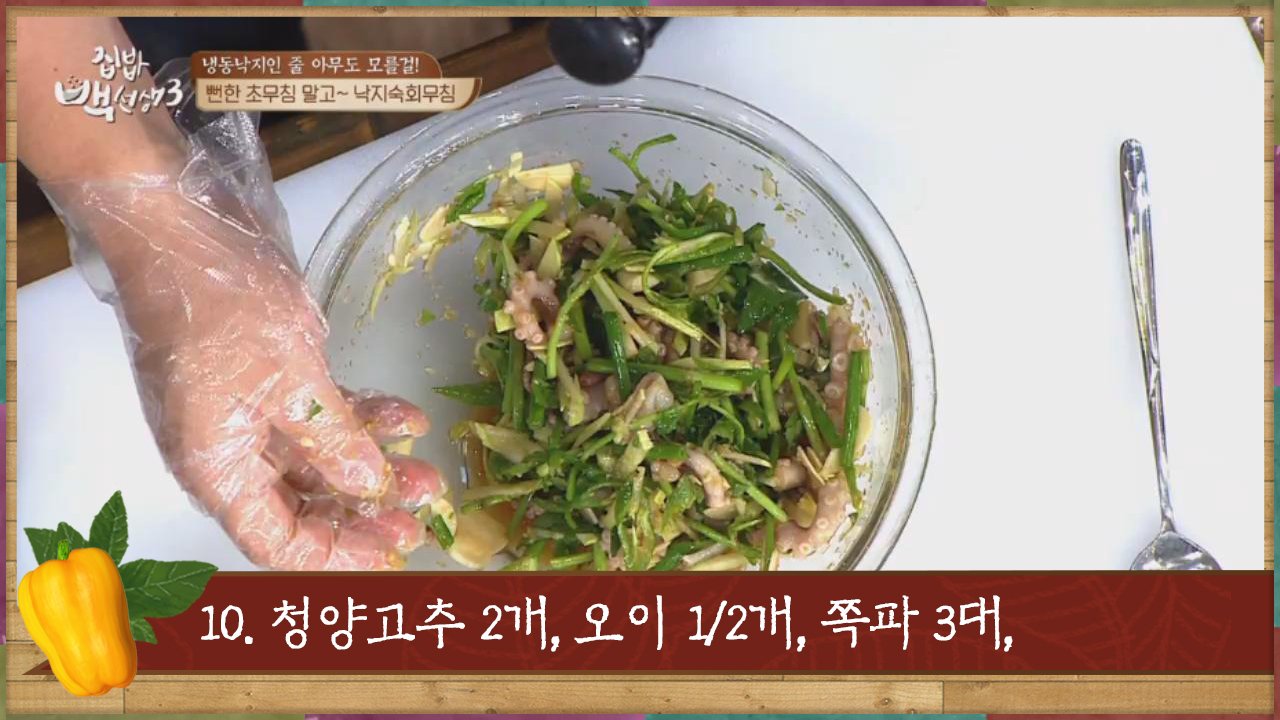 집밥
백선생3
냉동낙지인 줄 아무도 모를걸!
뻔한 초무침 말고~ 낙지숙회무침
10. 청양고추 2개, 오이 1/2개, 쪽파 3대,